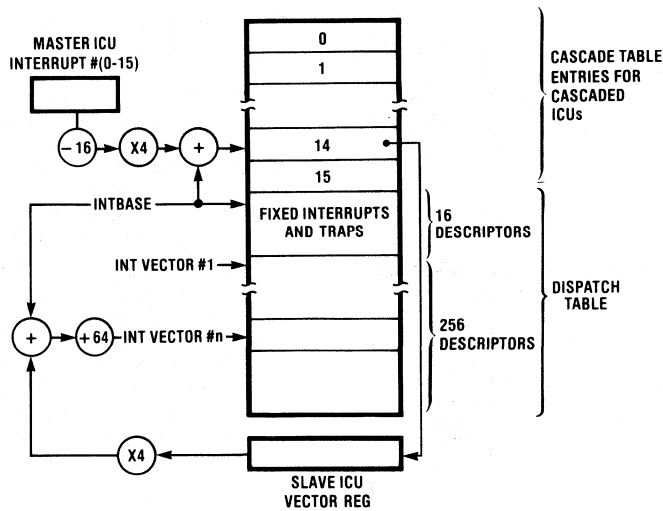 MASTER ICU
INTERRUPT #(0-15)
0
1
CASCADE TABLE
ENTRIES FOR
CASCADED
ICUs
-16
X4
+
14
15
INTBASE
FIXED INTERRUPTS
AND TRAPS
16
DESCRIPTORS
INT VECTOR #1
DISPATCH
TABLE
+
+64
INT VECTOR #n
256
DESCRIPTORS
X4
SLAVE ICU
VECTOR REG